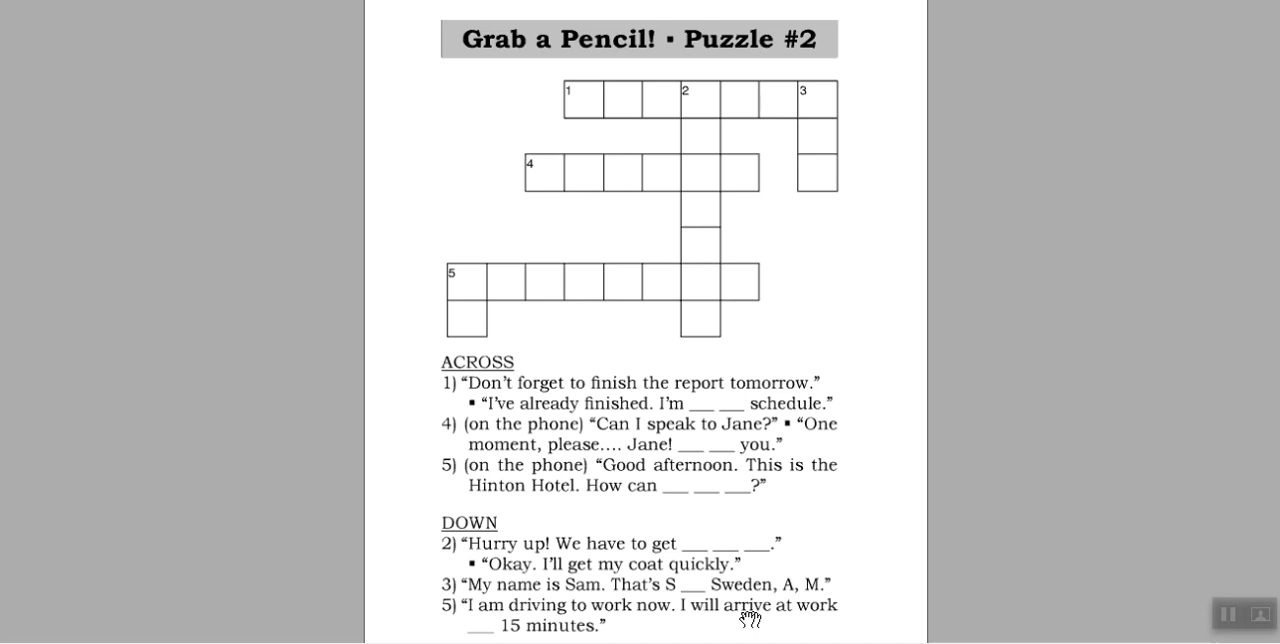 Grab a Pencil! ▪ Puzzle #2
1 2 3
4
5
ACROSS
1) “Don’t forget to finish the report tomorrow.”
▪ “I’ve already finished. I’m ___ ___ schedule.”
4) (on the phone) “Can I speak to Jane?” ▪ “One
moment, please.... Jane! ___ ___ you.”
5) (on the phone) “Good afternoon. This is the
Hinton Hotel. How can ___ ___ ___?”
DOWN
2) “Hurry up! We have to get ___ ___ ___.”
▪ “Okay. I’ll get my coat quickly.”
3) “My name is Sam. That’s S ___ Sweden, A, M.”
5) “I am driving to work now. I will arrive at work
___ 15 minutes.”